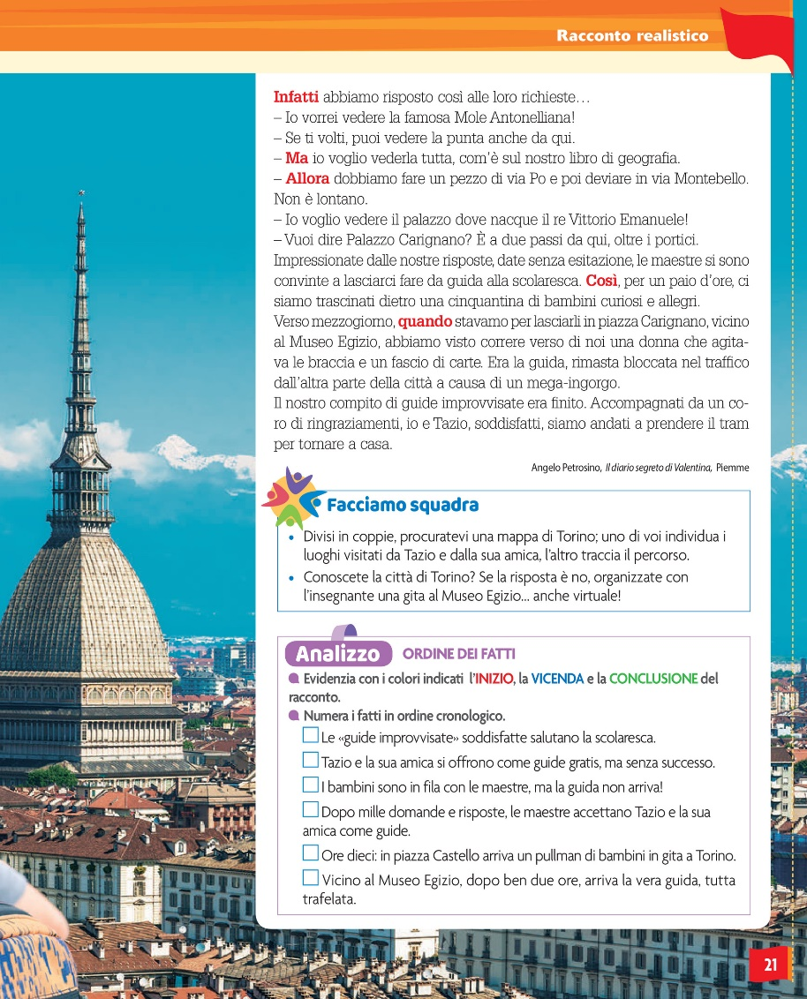 Racconto realistico
Infatti abbiamo risposto così alle loro richieste...
– Io vorrei vedere la famosa Mole Antonelliana!
– Se ti volti, puoi vedere la punta anche da qui.
– Ma io voglio vederla tutta, com'è sul nostro libro di geografia.
– Allora dobbiamo fare un pezzo di via Po e poi deviare in via Montebello.
Non è lontano.
– Io voglio vedere il palazzo dove nacque il re Vittorio Emanuele!
– Vuoi dire Palazzo Carignano? È a due passi da qui, oltre i portici.
Impressionate dalle nostre risposte, date senza esitazione, le maestre si sono
convinte a lasciarci fare da guida alla scolaresca. Così, per un paio d'ore, ci
siamo trascinati dietro una cinquantina di bambini curiosi e allegri.
Verso mezzogiorno, quando stavamo per lasciarli in piazza Carignano, vicino
al Museo Egizio, abbiamo visto correre verso di noi una donna che agita-
va le braccia e un fascio di carte. Era la guida, rimasta bloccata nel traffico
dall'altra parte della città a causa di un mega-ingorgo.
Il nostro compito di guide improvvisate era finito. Accompagnati da un co-
ro di ringraziamenti, io e Tazio, soddisfatti, siamo andati a prendere il tram
per tornare a casa.
Angelo Petrosino, Il diario segreto di Valentina, Piemme
Facciamo squadra
• Divisi in coppie, procuratevi una mappa di Torino; uno di voi individua i
luoghi visitati da Tazio e dalla sua amica, l'altro traccia il percorso.
• Conoscete la città di Torino? Se la risposta è no, organizzate con
l'insegnante una gita al Museo Egizio... anche virtuale!
Analizzo ORDINE DEI FATTI
Evidenzia con i colori indicati l'INIZIO, la VICENDA e la CONCLUSIONE del
racconto.
Numera i fatti in ordine cronologico.
Le «guide improvvisate» soddisfatte salutano la scolaresca.
Tazio e la sua amica si offrono come guide gratis, ma senza successo.
I bambini sono in fila con le maestre, ma la guida non arriva!
Dopo mille domande e risposte, le maestre accettano Tazio e la sua
amica come guide.
Ore dieci: in piazza Castello arriva un pullman di bambini in gita a Torino.
Vicino al Museo Egizio, dopo ben due ore, arriva la vera guida, tutta
trafelata.
21